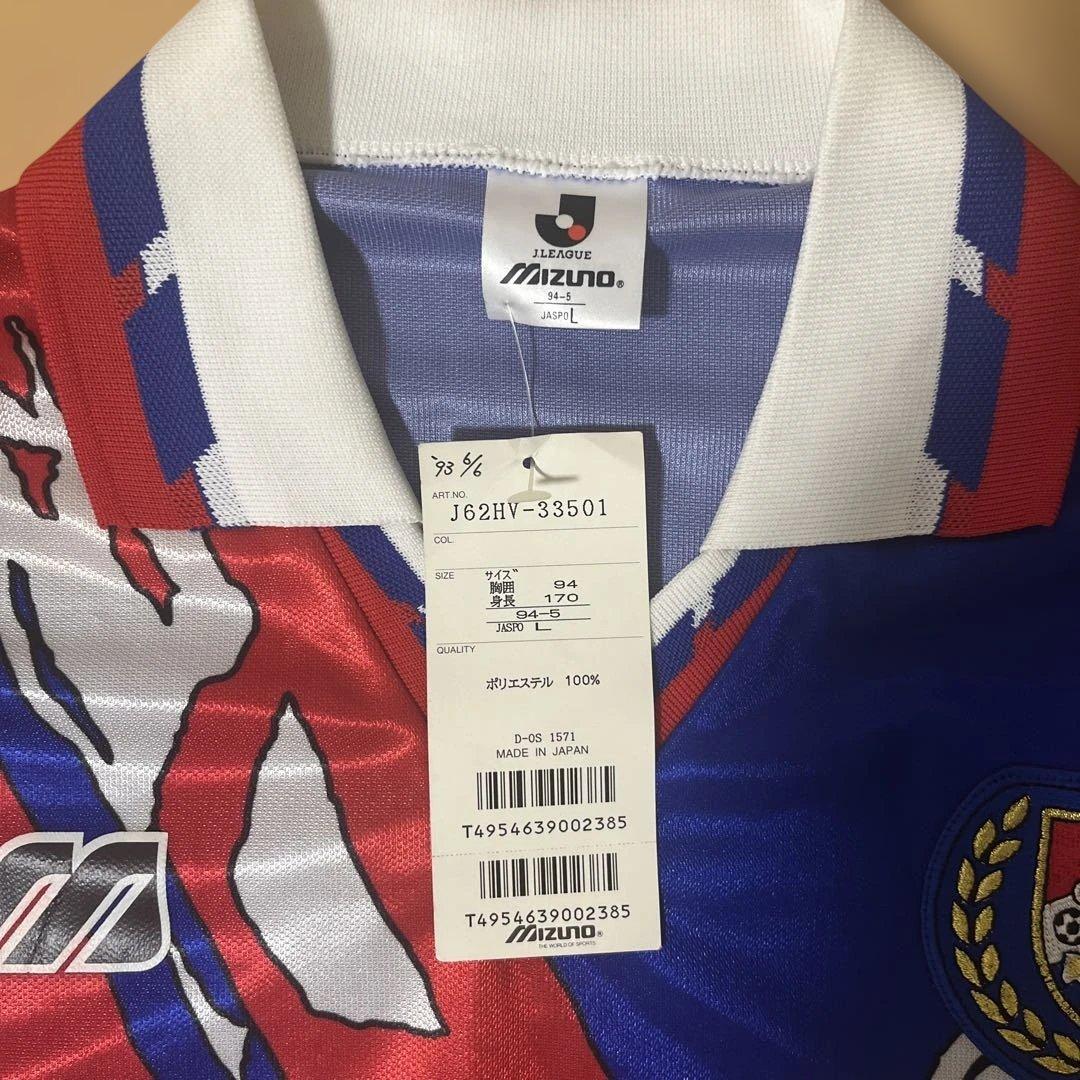 J.LEAGUE
MIZUNO®
94-5
JASPO L
'93 6/6
ART.NO.
J62HV-33501
COL.
SIZE
サイズ
胸囲 94
身長 170
94-5
JASPO L
QUALITY
ポリエステル 100%
D-OS 1571
MADE IN JAPAN
T4954639002385
T4954639002385
MIZUNO®
THE WORLD OF SPORTS